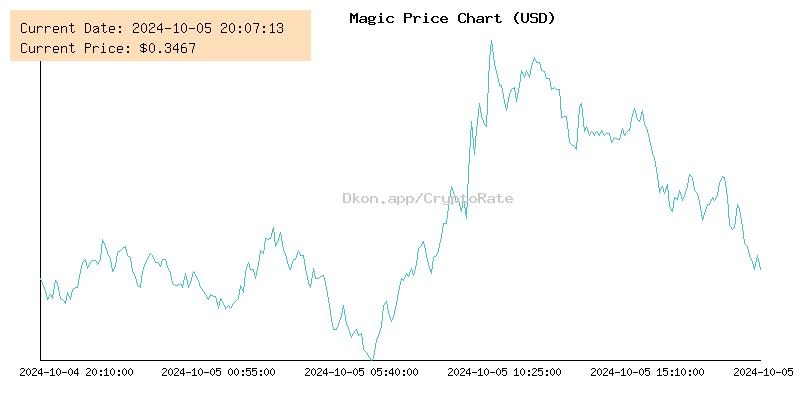 Magic Price Chart (USD)
Current Date: 2024-10-05 20:07:13
Current Price: $0.3467
Dkon.app/CryptoRate
2024-10-04 20:10:00
2024-10-05 00:55:00
2024-10-05 05:40:00
2024-10-05 10:25:00
2024-10-05 15:10:00
2024-10-05